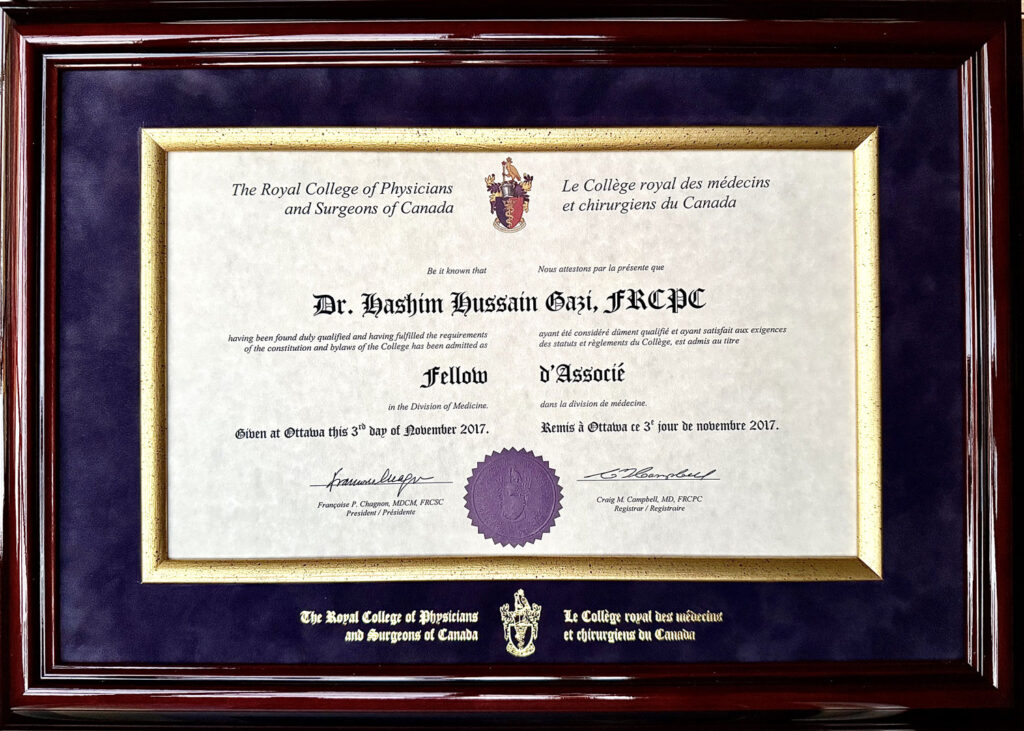 The Royal College of Physicians
and Surgeons of Canada
Le Collège royal des médecins
et chirurgiens du Canada
Be it known that
Nous attestons par la présente que
Dr. Hashim Hussain Gazi, FRCPC
having been found duly qualified and having fulfilled the requirements
of the constitution and bylaws of the College has been admitted as
ayant été considéré dûment qualifié et ayant satisfait aux exigences
des statuts et règlements du Collège, est admis au titre
Fellow
d'Associé
in the Division of Medicine.
dans la division de médecine.
Given at Ottawa this 3rd day of November 2017.
Remis à Ottawa ce 3e jour de novembre 2017.
Françoise P. Chagnon, MDCM, FRCSC
President / Présidente
Craig M. Campbell, MD, FRCPC
Registrar / Registraire
The Royal College of Physicians
and Surgeons of Canada
Le Collège royal des médecins
et chirurgiens du Canada